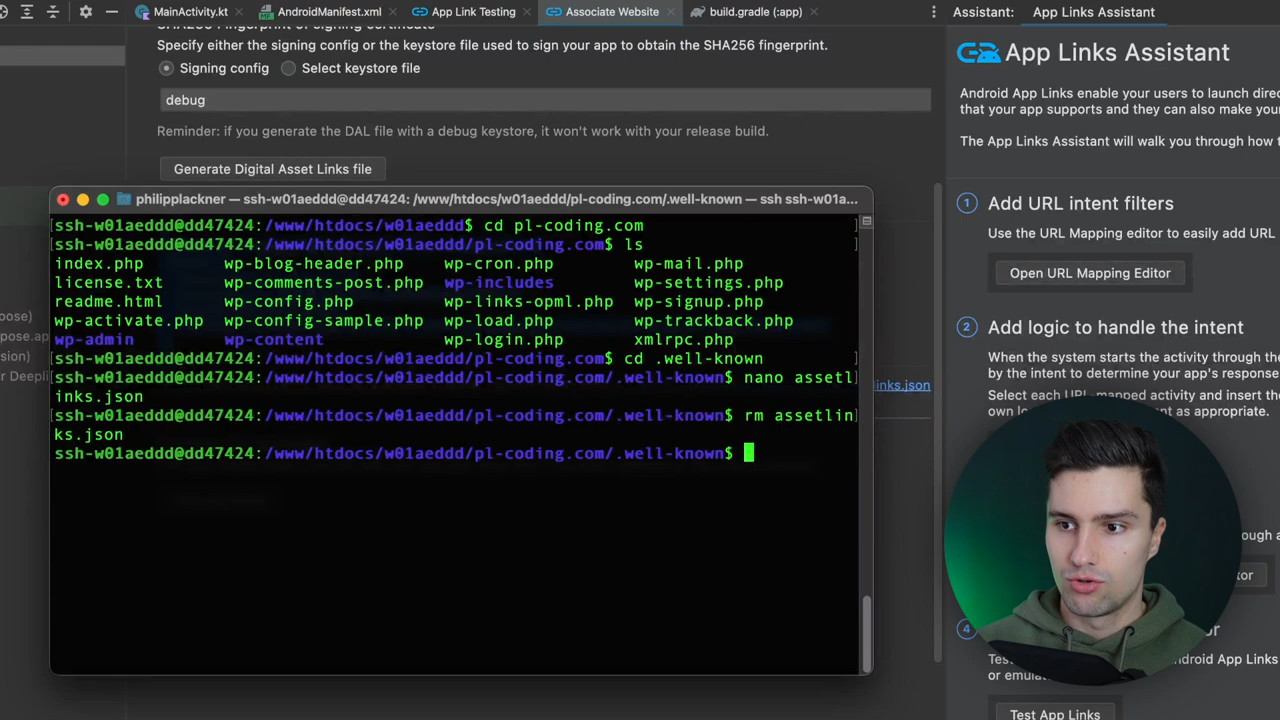 MainActivity.kt
AndroidManifest.xml
App Link Testing
Associate Website
build.gradle (:app)
Assistant:
App Links Assistant
Specify either the signing config or the keystore file used to sign your app to obtain the SHA256 fingerprint.
Signing config
Select keystore file
debug
Reminder: if you generate the DAL file with a debug keystore, it won't work with your release build.
Generate Digital Asset Links file
philipplackner — ssh-w01aeddd@dd47424: /www/htdocs/w01aeddd/pl-coding.com/.well-known — ssh ssh-w01a...
ssh-w01aeddd@dd47424:/www/htdocs/w01aeddd$ cd pl-coding.com
ssh-w01aeddd@dd47424:/www/htdocs/w01aeddd/pl-coding.com$ ls
index.php wp-blog-header.php wp-cron.php wp-mail.php
license.txt wp-comments-post.php wp-includes wp-settings.php
readme.html wp-config.php wp-links-opml.php wp-signup.php
wp-activate.php wp-config-sample.php wp-load.php wp-trackback.php
wp-admin wp-content wp-login.php xmlrpc.php
ssh-w01aeddd@dd47424:/www/htdocs/w01aeddd/pl-coding.com$ cd .well-known
ssh-w01aeddd@dd47424:/www/htdocs/w01aeddd/pl-coding.com/.well-known$ nano assetl
inks.json
ssh-w01aeddd@dd47424:/www/htdocs/w01aeddd/pl-coding.com/.well-known$ rm assetlin
ks.json
ssh-w01aeddd@dd47424:/www/htdocs/w01aeddd/pl-coding.com/.well-known$
inks.json
App Links Assistant
Android App Links enable your users to launch direc
that your app supports and they can also make your
The App Links Assistant will walk you through how t
1 Add URL intent filters
Use the URL Mapping editor to easily add URL
Open URL Mapping Editor
2 Add logic to handle the intent
When the system starts the activity through the
by the intent to determine your app's response
Select each URL-mapped activity and insert the
own lo
as appropriate.
4
Tes
Android App Links
or emula
Test App Links